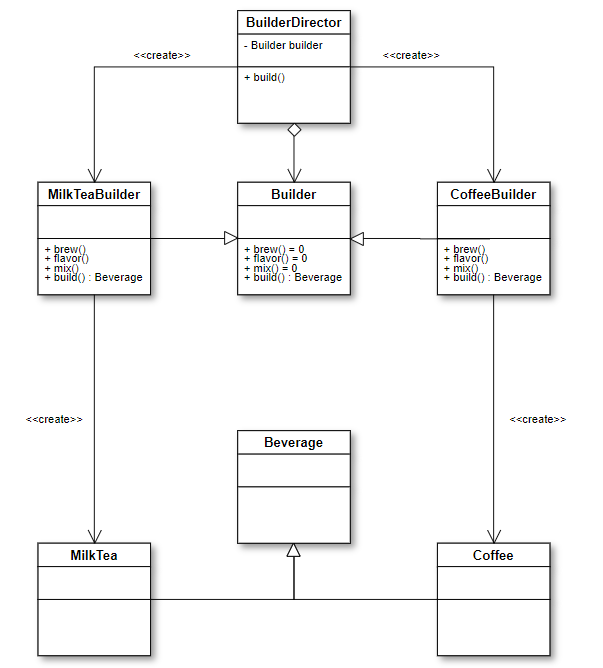 BuilderDirector
- Builder builder
<<create>>
<<create>>
+ build()
MilkTeaBuilder
Builder
CoffeeBuilder
+ brew()
+ flavor()
+ mix()
+ build() : Beverage
+ brew() = 0
+ flavor() = 0
+ mix() = 0
+ build() : Beverage
+ brew()
+ flavor()
+ mix()
+ build() : Beverage
<<create>>
<<create>>
Beverage
MilkTea
Coffee